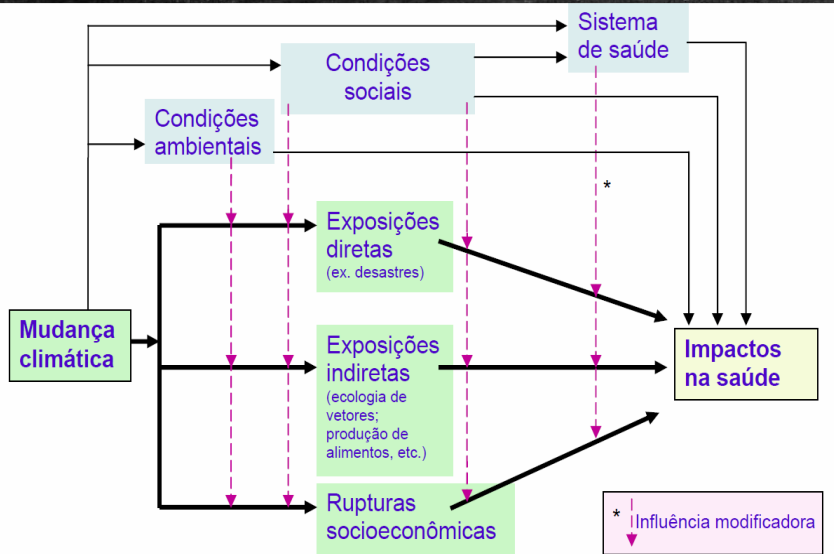 Sistema
de saúde
Condições
sociais
Condições
ambientais
*
Exposições
diretas
(ex. desastres)
Mudança
climática
Exposições
indiretas
(ecologia de
vetores;
produção de
alimentos, etc.)
Impactos
na saúde
Rupturas
socioeconômicas
* Influência modificadora